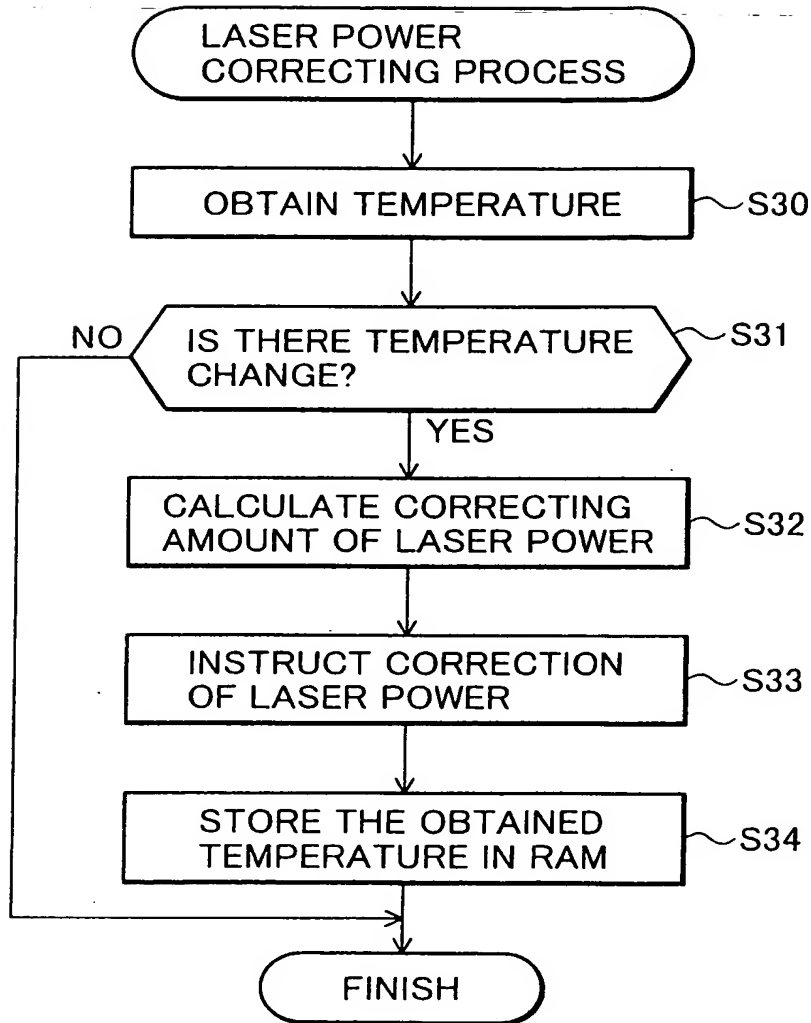 LASER POWER
CORRECTING PROCESS
OBTAIN TEMPERATURE
S30
NO
IS THERE TEMPERATURE
CHANGE?
S31
YES
CALCULATE CORRECTING
AMOUNT OF LASER POWER
S32
INSTRUCT CORRECTION
OF LASER POWER
S33
STORE THE OBTAINED
TEMPERATURE IN RAM
S34
FINISH